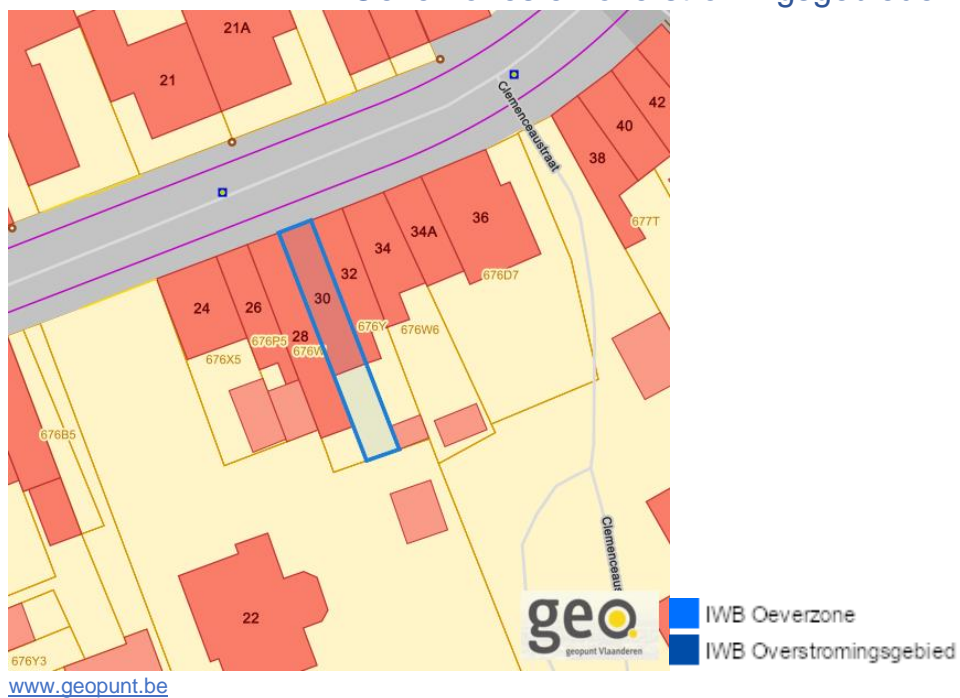 21A
21
42
40
38
Clemenceaustraat
36
34A
34
677T
32
676D7
30
24
26
28
676P5
676Y
676W6
676W
676X5
676B5
22
676Y3
geo
geopunt Vlaanderen
IWB Oeverzone
IWB Overstromingsgebied
www.geopunt.be